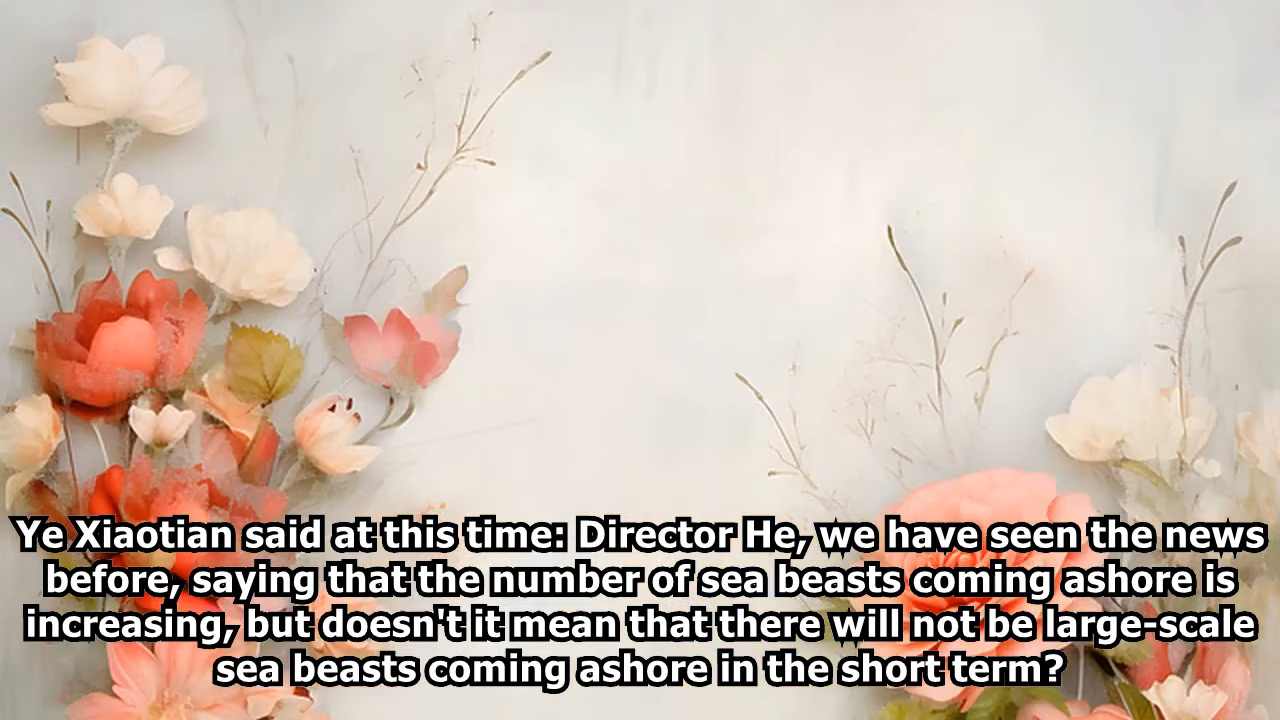 Ye Xiaotian said at this time: Director He, we have seen the news
before, saying that the number of sea beasts coming ashore is
increasing, but doesn't it mean that there will not be large-scale
sea beasts coming ashore in the short term?